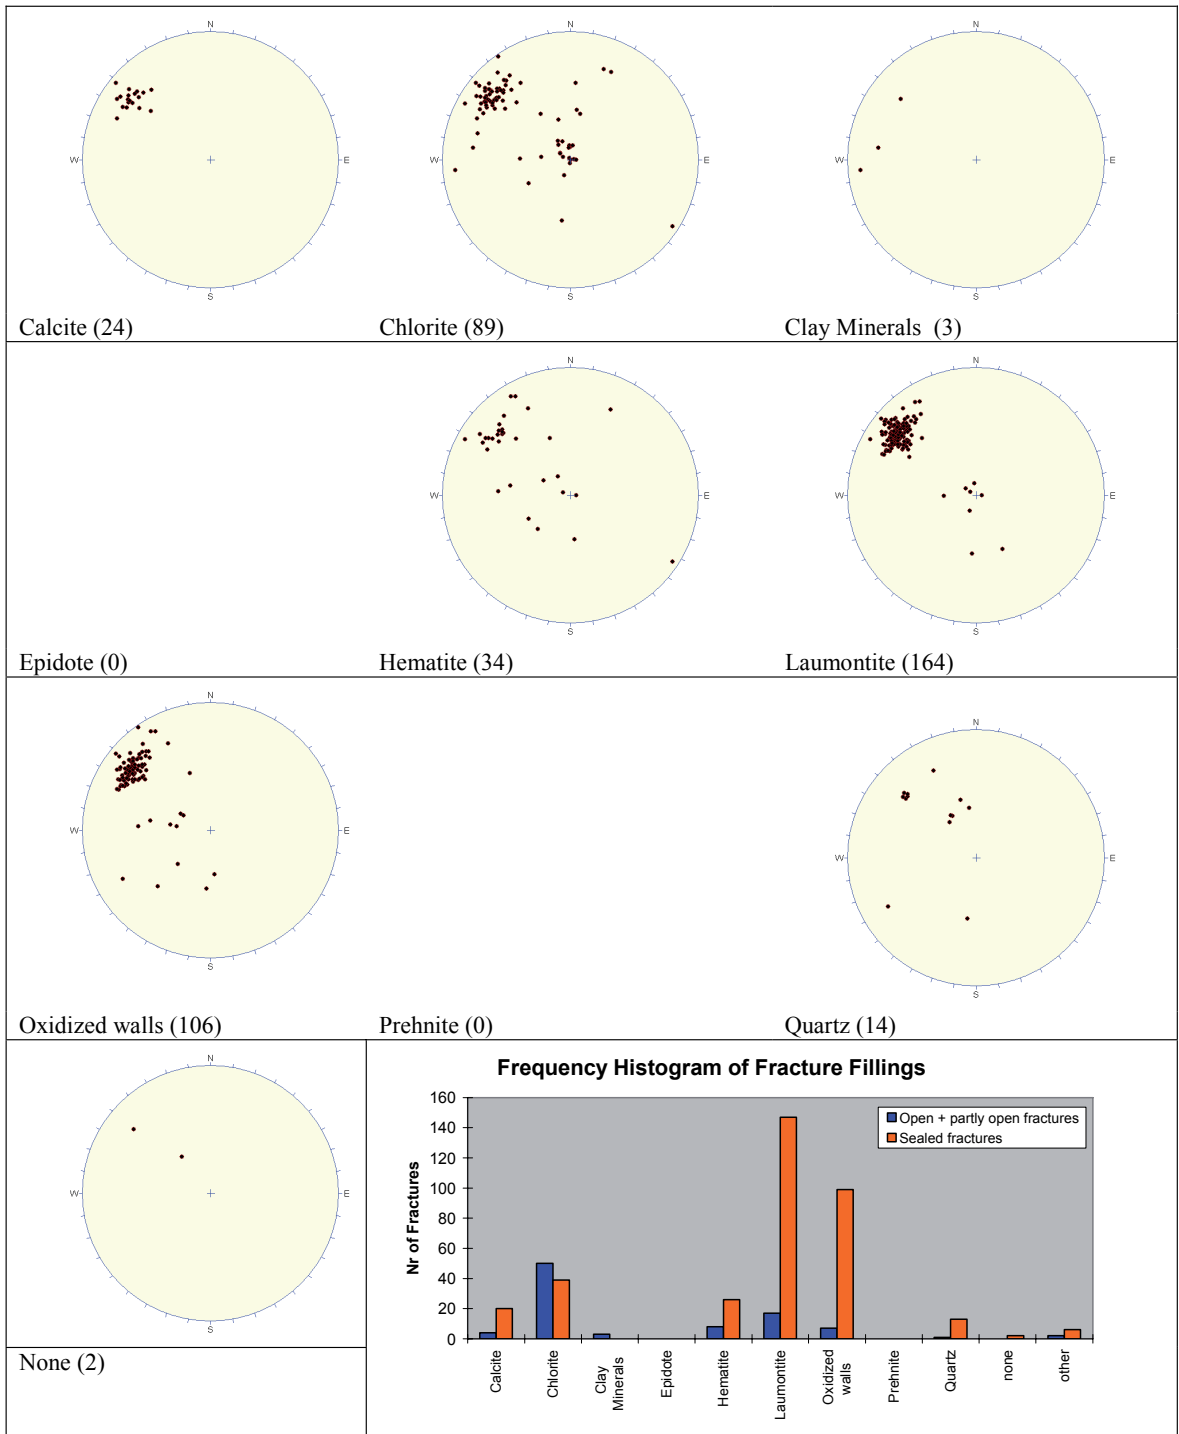 N
W
E
S
N
W
E
S
N
W
E
S
Calcite (24)
Chlorite (89)
Clay Minerals (3)
N
W
E
S
N
W
E
S
Epidote (0)
Hematite (34)
Laumontite (164)
N
W
E
S
N
W
E
S
Oxidized walls (106)
Prehnite (0)
Quartz (14)
N
W
E
S
None (2)
Frequency Histogram of Fracture Fillings
Nr of Fractures
160
140
120
100
80
60
40
20
0
Open + partly open fractures
Sealed fractures
Calcite
Chlorite
Clay
Minerals
Epidote
Hematite
Laumontite
Oxidized
walls
Prehnite
Quartz
none
other